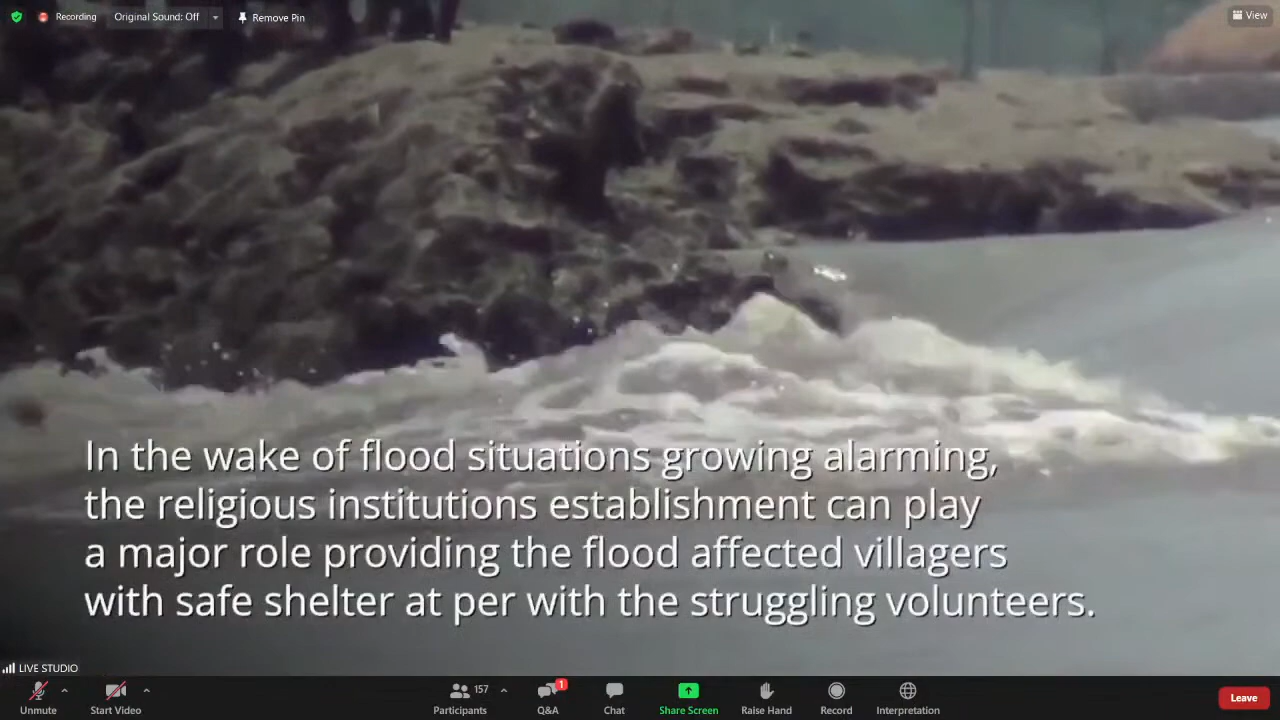 Recording
Original Sound: Off
Remove Pin
View
In the wake of flood situations growing alarming,
the religious institutions establishment can play
a major role providing the flood affected villagers
with safe shelter at per with the struggling volunteers.
LIVE STUDIO
Unmute
Start Video
157
Participants
1
Q&A
Chat
Share Screen
Raise Hand
Record
Interpretation
Leave